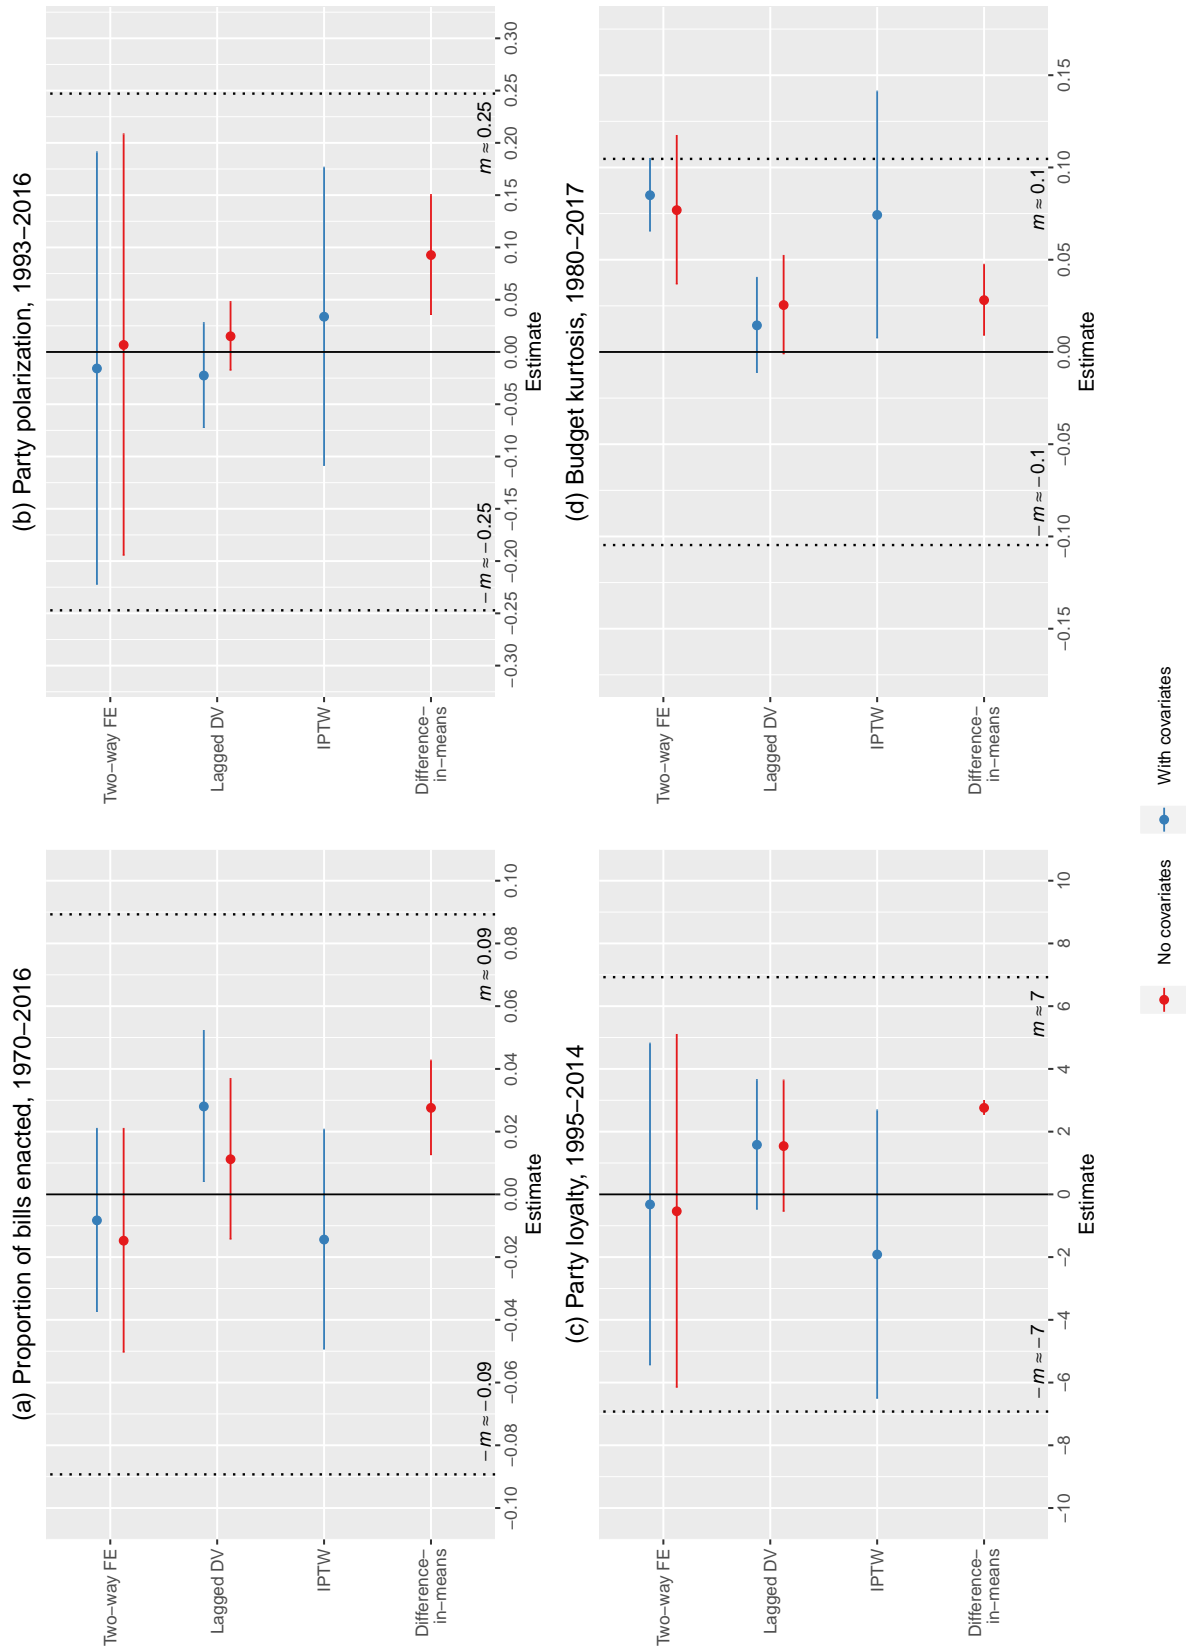 (a) Proportion of bills enacted, 1970−2016
Two−way FE
Lagged DV
IPTW
Difference−
in−means
−m ≈ −0.09
m ≈ 0.09
−0.10 −0.08 −0.06 −0.04 −0.02 0.00 0.02 0.04 0.06 0.08 0.10
Estimate
(b) Party polarization, 1993−2016
Two−way FE
Lagged DV
IPTW
Difference−
in−means
−m ≈ −0.25
m ≈ 0.25
−0.30 −0.25 −0.20 −0.15 −0.10 −0.05 0.00 0.05 0.10 0.15 0.20 0.25 0.30
Estimate
(c) Party loyalty, 1995−2014
Two−way FE
Lagged DV
IPTW
Difference−
in−means
−m ≈ −7
m ≈ 7
−10 −8 −6 −4 −2 0 2 4 6 8 10
Estimate
(d) Budget kurtosis, 1980−2017
Two−way FE
Lagged DV
IPTW
Difference−
in−means
−m ≈ −0.1
m ≈ 0.1
−0.15 −0.10 −0.05 0.00 0.05 0.10 0.15
Estimate
No covariates With covariates